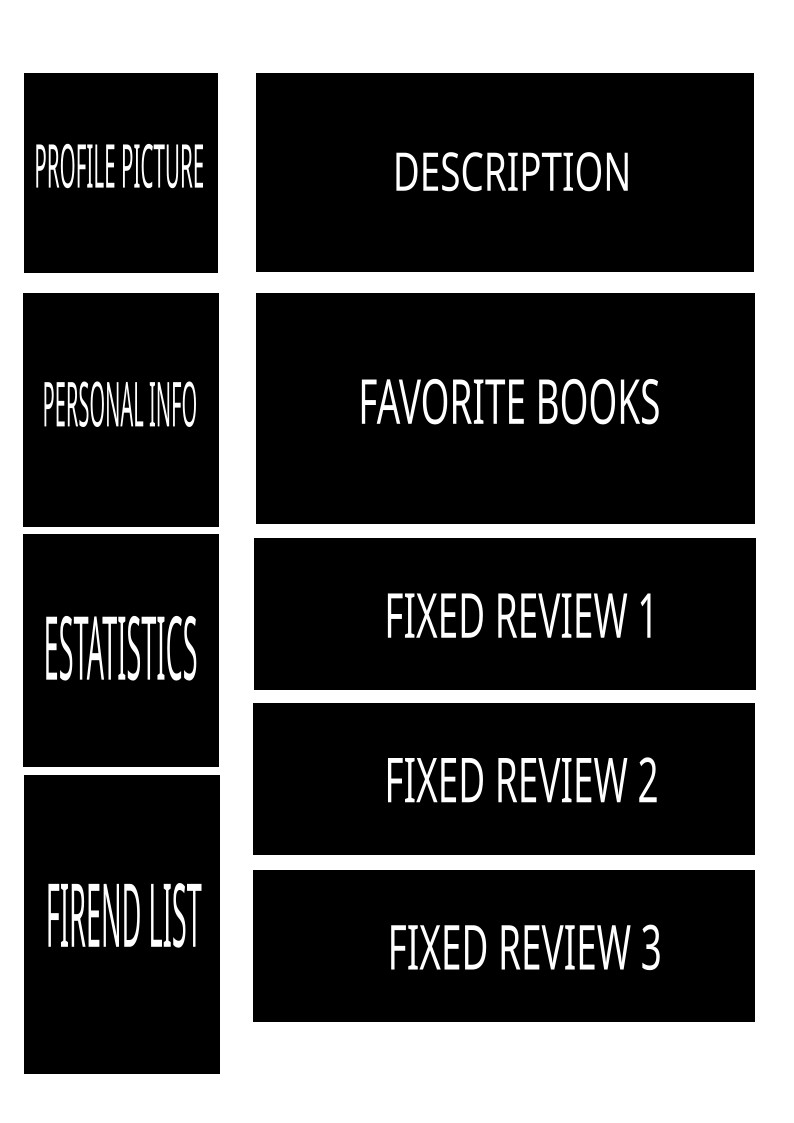 PROFILE PICTURE
DESCRIPTION
PERSONAL INFO
FAVORITE BOOKS
ESTATISTICS
FIXED REVIEW 1
FIXED REVIEW 2
FIREND LIST
FIXED REVIEW 3